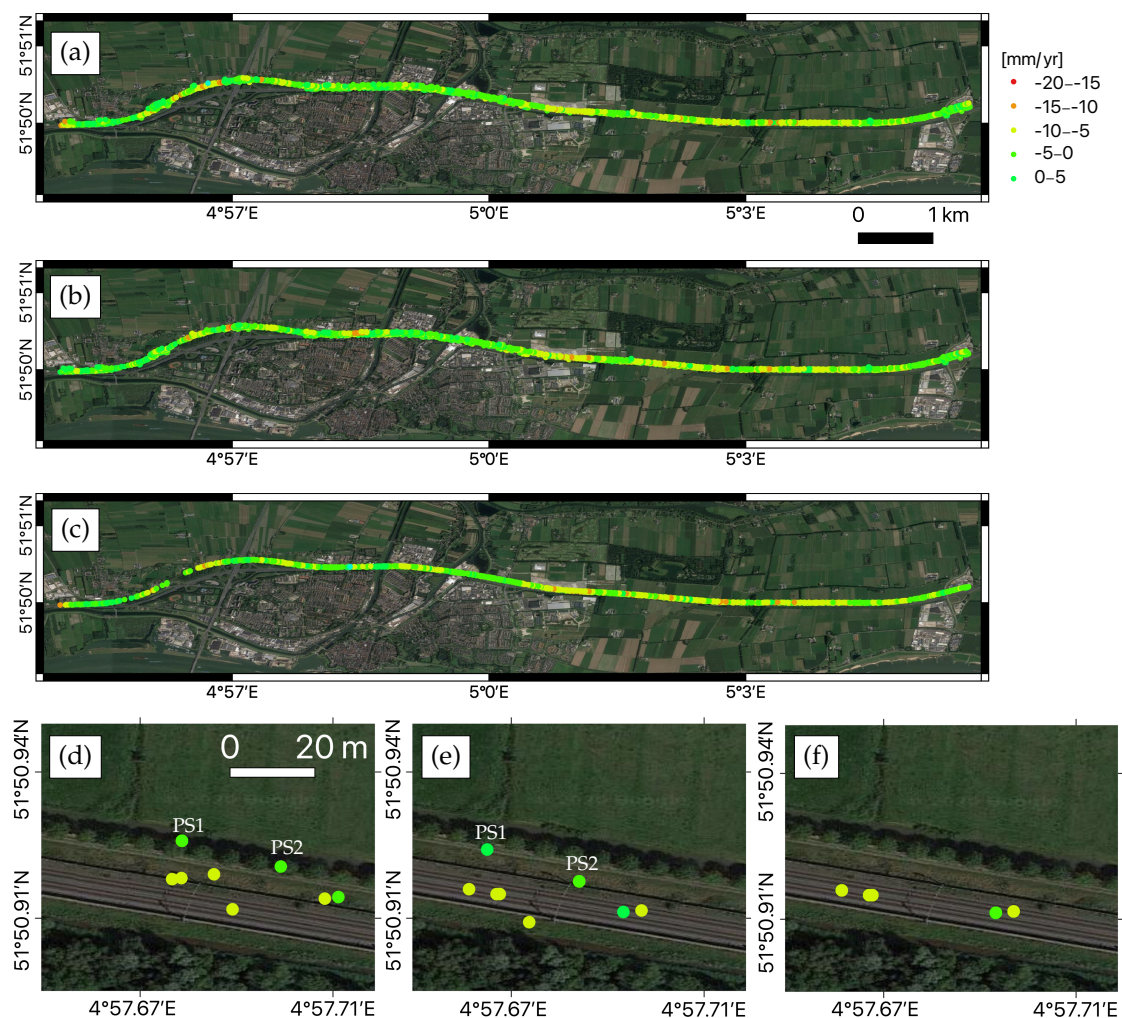 (a)
51°51′N
51°50′N
4°57′E
5°0′E
5°3′E
[mm/yr]
-20–-15
-15–-10
-10–-5
-5–0
0–5
0 1 km
(b)
51°51′N
51°50′N
4°57′E
5°0′E
5°3′E
(c)
51°51′N
51°50′N
4°57′E
5°0′E
5°3′E
(d)
0 20 m
PS1
PS2
51°50.94′N
51°50.91′N
4°57.67′E
4°57.71′E
(e)
PS1
PS2
51°50.94′N
51°50.91′N
4°57.67′E
4°57.71′E
(f)
51°50.94′N
51°50.91′N
4°57.67′E
4°57.71′E